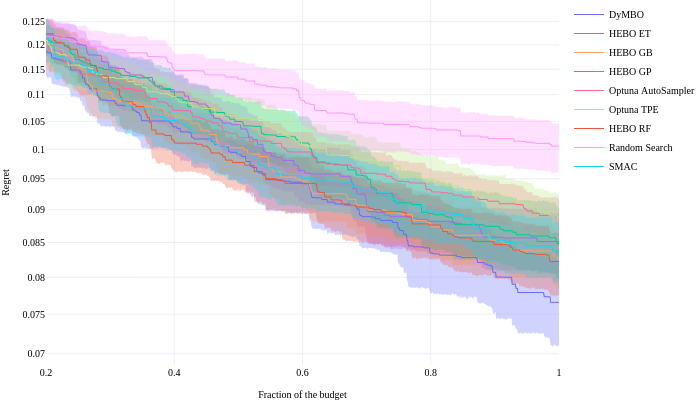 0.125
0.12
0.115
0.11
0.105
0.1
0.095
0.09
0.085
0.08
0.075
0.07
Regret
0.2
0.4
0.6
0.8
1
Fraction of the budget
DyMBO
HEBO ET
HEBO GB
HEBO GP
Optuna AutoSampler
Optuna TPE
HEBO RF
Random Search
SMAC